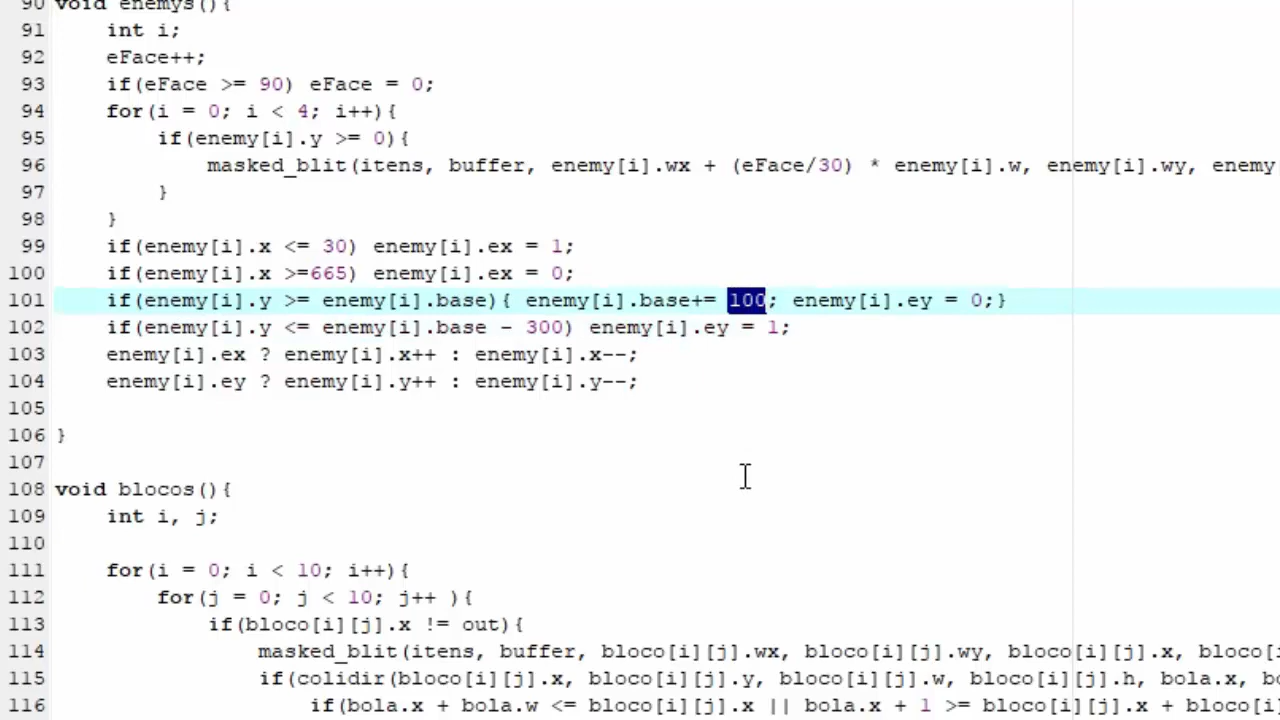 90 void enemys(){
91 int i;
92 eFace++;
93 if(eFace >= 90) eFace = 0;
94 for(i = 0; i < 4; i++){
95 if(enemy[i].y >= 0){
96 masked_blit(itens, buffer, enemy[i].wx + (eFace/30) * enemy[i].w, enemy[i].wy, enemy
97 }
98 }
99 if(enemy[i].x <= 30) enemy[i].ex = 1;
100 if(enemy[i].x >=665) enemy[i].ex = 0;
101 if(enemy[i].y >= enemy[i].base){ enemy[i].base+= 100; enemy[i].ey = 0;}
102 if(enemy[i].y <= enemy[i].base - 300) enemy[i].ey = 1;
103 enemy[i].ex ? enemy[i].x++ : enemy[i].x--;
104 enemy[i].ey ? enemy[i].y++ : enemy[i].y--;
105
106 }
107
108 void blocos(){
109 int i, j;
110
111 for(i = 0; i < 10; i++){
112 for(j = 0; j < 10; j++ ){
113 if(bloco[i][j].x != out){
114 masked_blit(itens, buffer, bloco[i][j].wx, bloco[i][j].wy, bloco[i][j].x, bloco[i
115 if(colidir(bloco[i][j].x, bloco[i][j].y, bloco[i][j].w, bloco[i][j].h, bola.x, bo
116 if(bola.x + bola.w <= bloco[i][j].x || bola.x + 1 >= bloco[i][j].x + bloco[i]